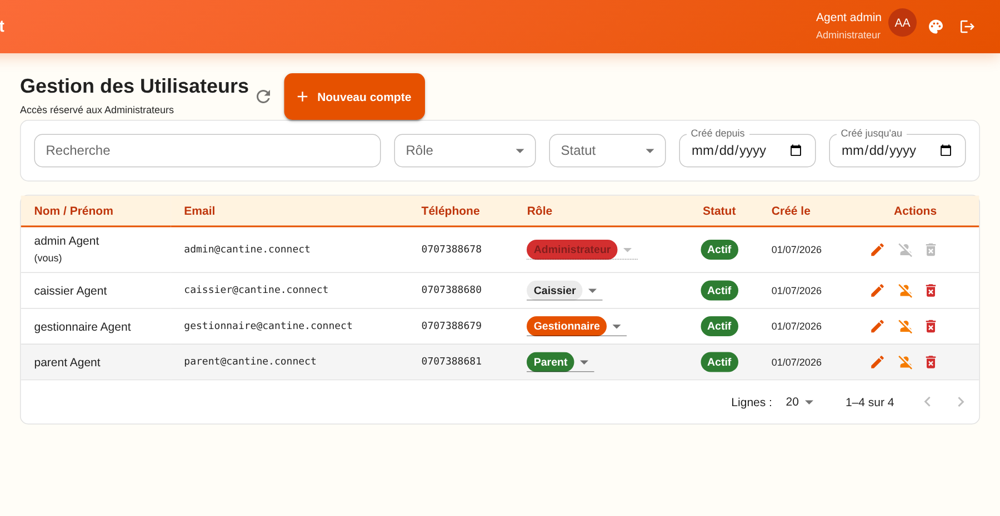 t
Agent admin
Administrateur
AA
Gestion des Utilisateurs
Accès réservé aux Administrateurs
Nouveau compte
Recherche
Rôle
Statut
Créé depuis
mm/dd/yyyy
Créé jusqu'au
mm/dd/yyyy
Nom / Prénom Email Téléphone Rôle Statut Créé le Actions
admin Agent
(vous)
admin@cantine.connect 0707388678 Administrateur Actif 01/07/2026
caissier Agent caissier@cantine.connect 0707388680 Caissier Actif 01/07/2026
gestionnaire Agent gestionnaire@cantine.connect 0707388679 Gestionnaire Actif 01/07/2026
parent Agent parent@cantine.connect 0707388681 Parent Actif 01/07/2026
Lignes : 20 1–4 sur 4